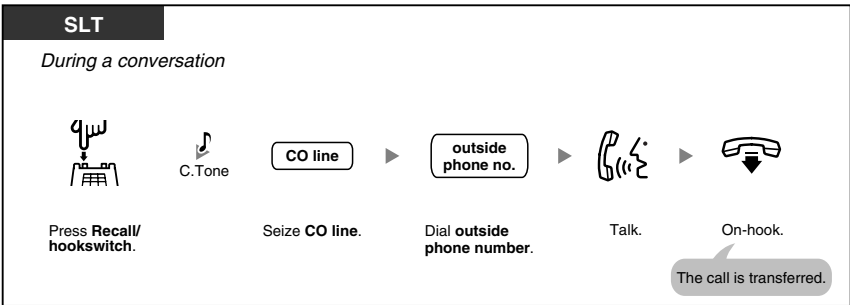 SLT
During a conversation
C.Tone
CO line
outside
phone no.
Press Recall/
hookswitch.
Seize CO line.
Dial outside
phone number.
Talk.
On-hook.
The call is transferred.